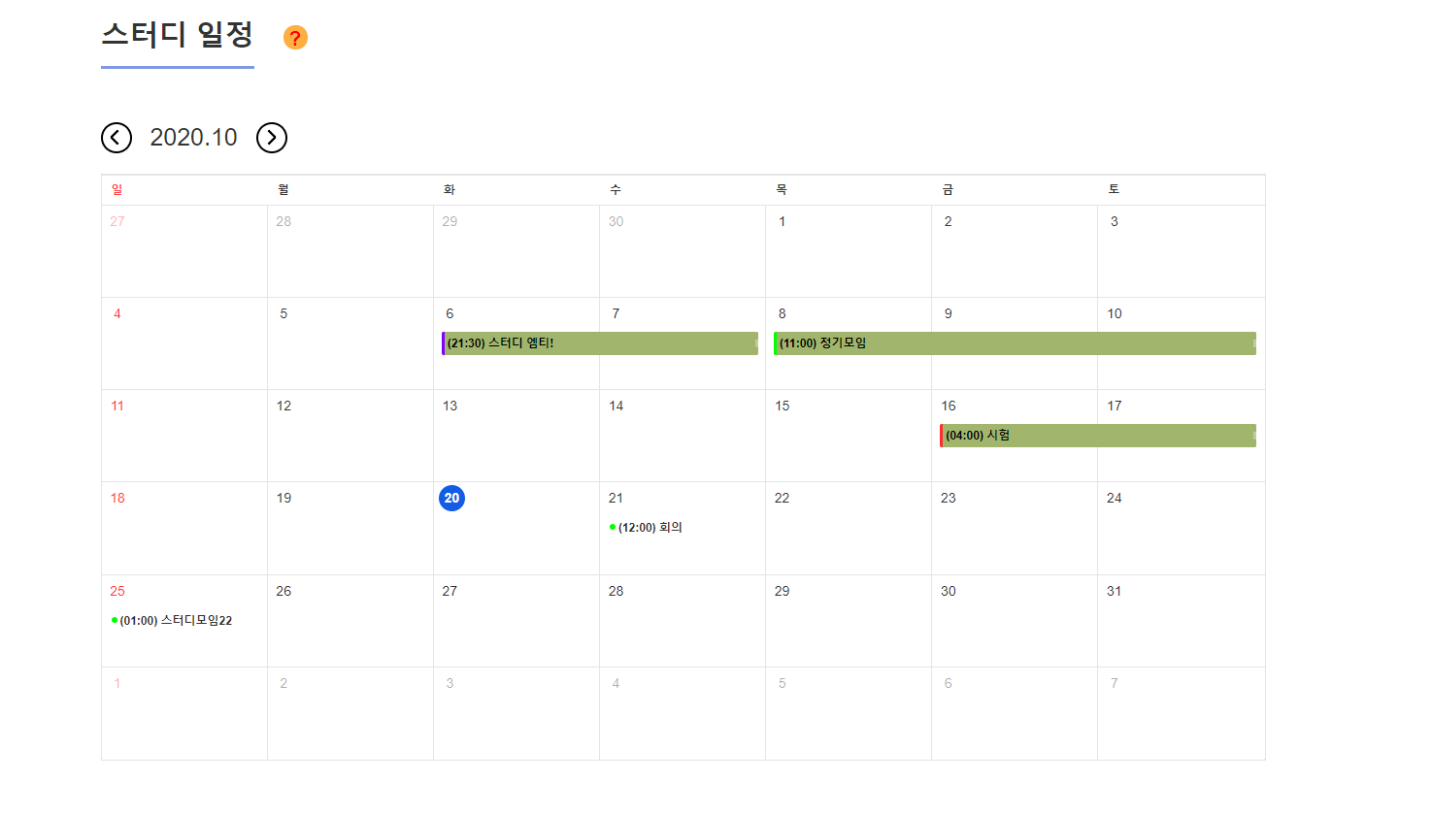 스터디 일정 ?
2020.10
일 월 화 수 목 금 토
27 28 29 30 1 2 3
4 5 6 7 8 9 10
(21:30) 스터디 엠티! (11:00) 정기모임
11 12 13 14 15 16 17
(04:00) 시험
18 19 20 21 22 23 24
(12:00) 회의
25 26 27 28 29 30 31
(01:00) 스터디모임22
1 2 3 4 5 6 7